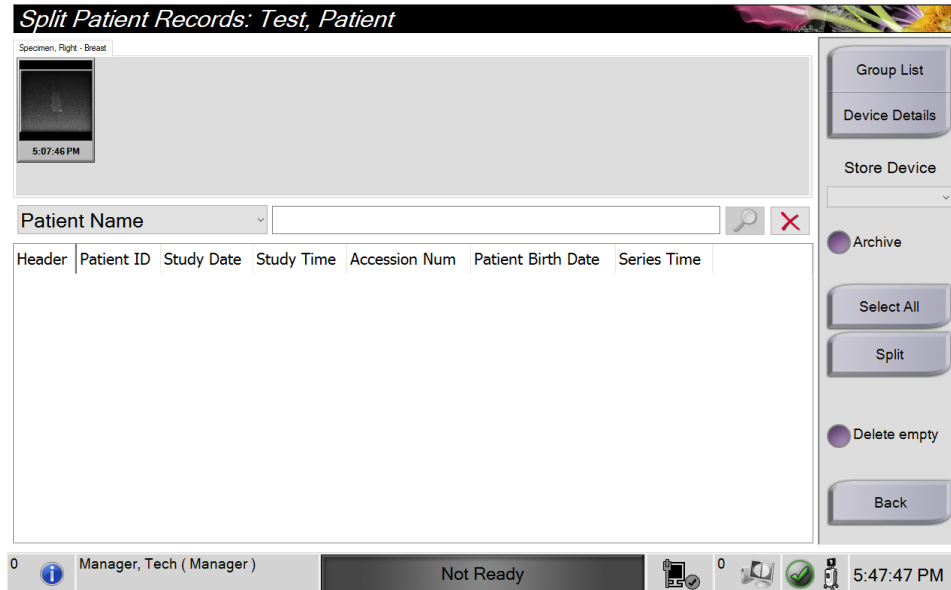 Split Patient Records: Test, Patient
Specimen, Right - Breast
5:07:46 PM
Group List
Device Details
Store Device
Patient Name
Archive
Header Patient ID Study Date Study Time Accession Num Patient Birth Date Series Time
Select All
Split
Delete empty
Back
0 Manager, Tech ( Manager ) Not Ready 0 5:47:47 PM